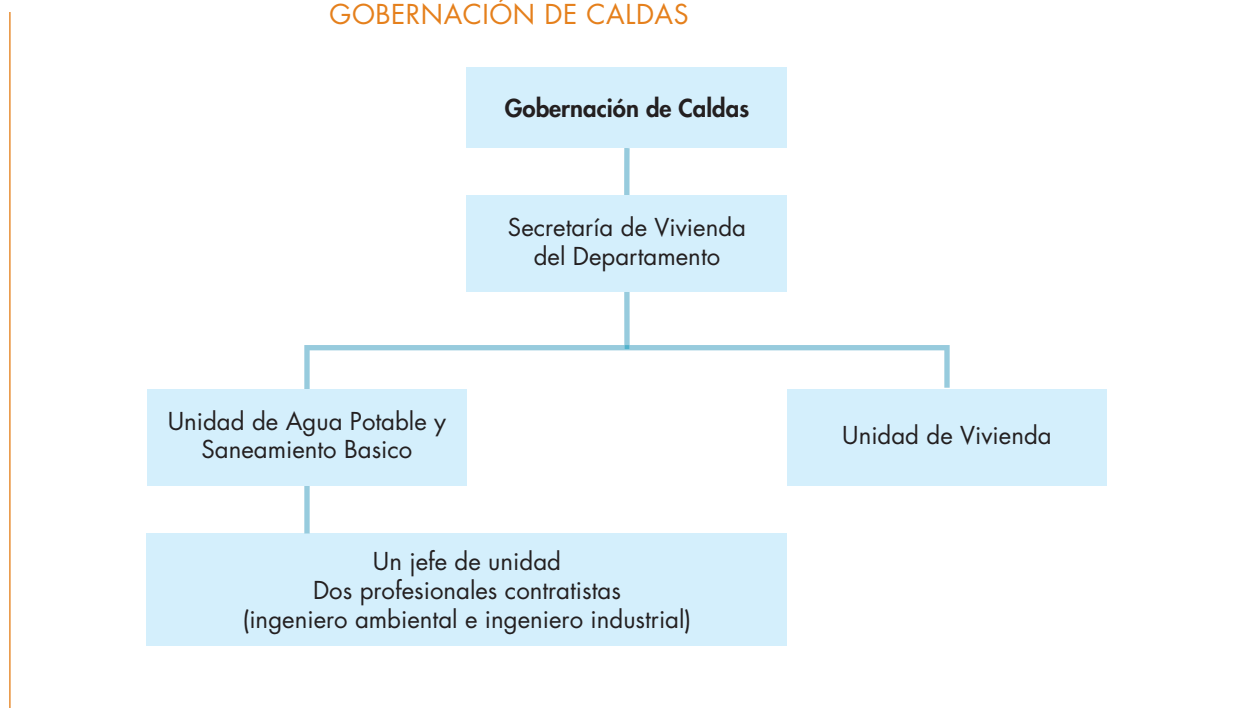 GOBERNACIÓN DE CALDAS
Gobernación de Caldas
Secretaría de Vivienda
del Departamento
Unidad de Agua Potable y
Saneamiento Basico
Unidad de Vivienda
Un jefe de unidad
Dos profesionales contratistas
(ingeniero ambiental e ingeniero industrial)